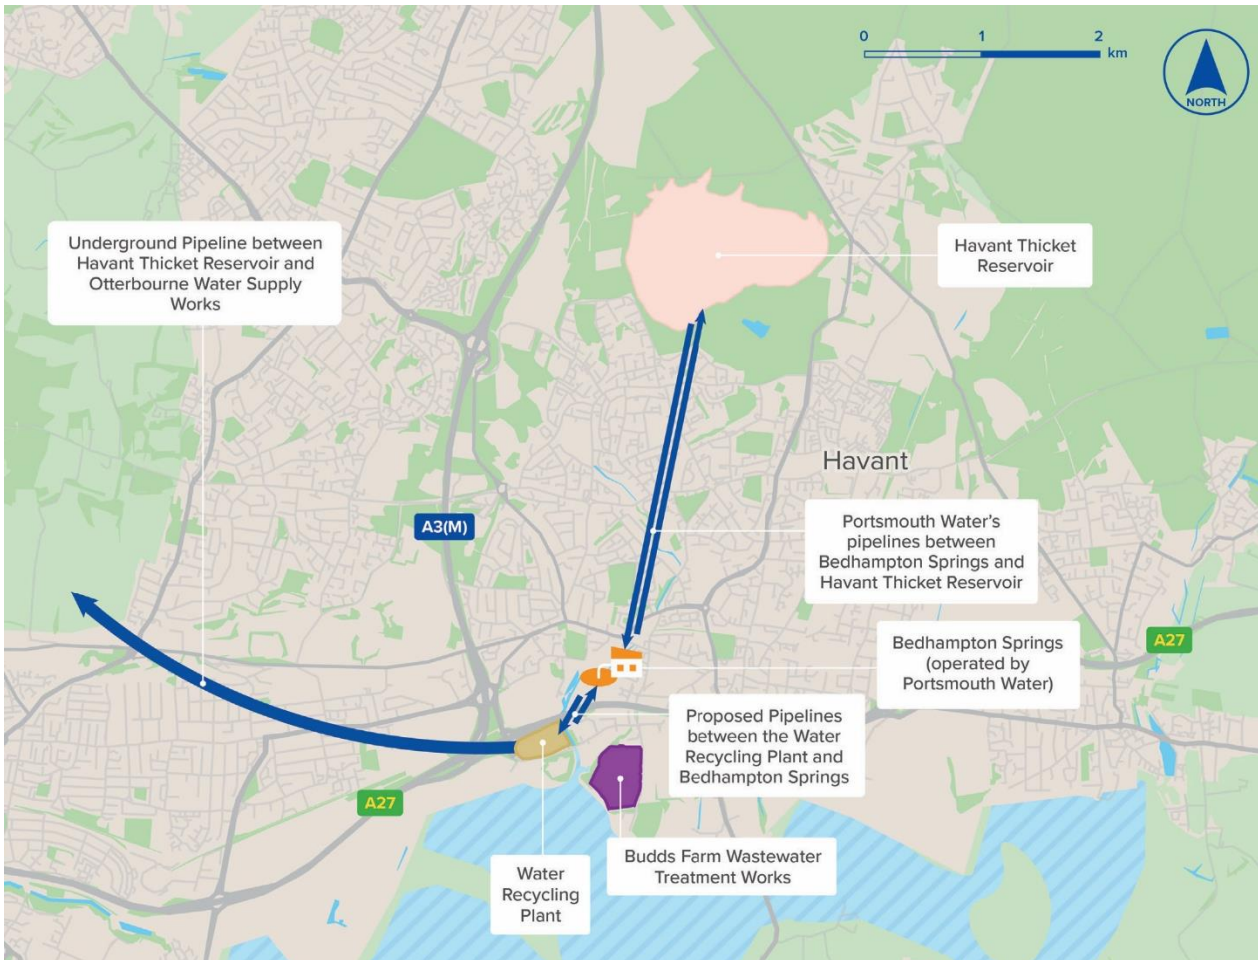 0 1 2
km
NORTH
Underground Pipeline between
Havant Thicket Reservoir and
Otterbourne Water Supply
Works
Havant Thicket
Reservoir
Havant
A3(M)
Portsmouth Water’s
pipelines between
Bedhampton Springs and
Havant Thicket Reservoir
A27
Bedhampton Springs
(operated by
Portsmouth Water)
Proposed Pipelines
between the Water
Recycling Plant and
Bedhampton Springs
A27
Budds Farm Wastewater
Treatment Works
Water
Recycling
Plant